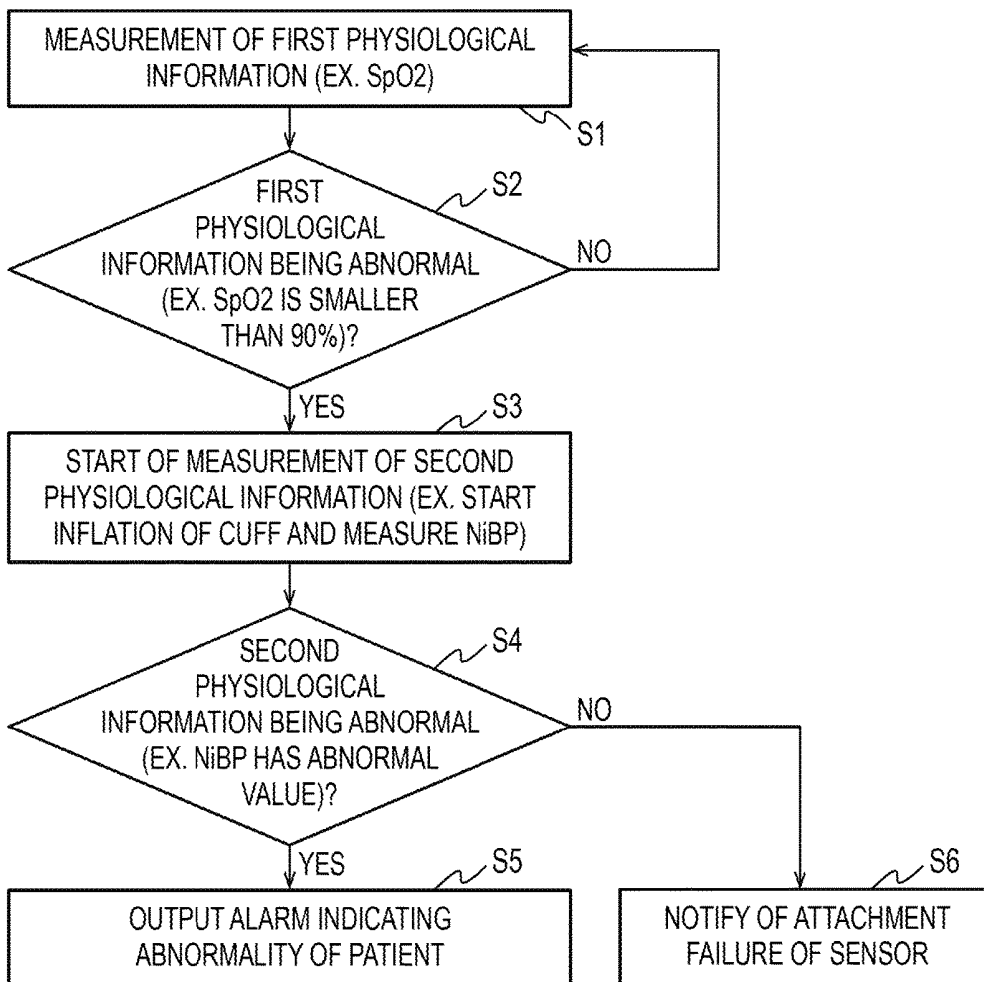 MEASUREMENT OF FIRST PHYSIOLOGICAL
INFORMATION (EX. SpO2)
S1
S2
FIRST
PHYSIOLOGICAL
INFORMATION BEING ABNORMAL
(EX. SpO2 IS SMALLER
THAN 90%)?
NO
YES
S3
START OF MEASUREMENT OF SECOND
PHYSIOLOGICAL INFORMATION (EX. START
INFLATION OF CUFF AND MEASURE NiBP)
S4
SECOND
PHYSIOLOGICAL
INFORMATION BEING ABNORMAL
(EX. NiBP HAS ABNORMAL
VALUE)?
NO
YES
S5
OUTPUT ALARM INDICATING
ABNORMALITY OF PATIENT
S6
NOTIFY OF ATTACHMENT
FAILURE OF SENSOR